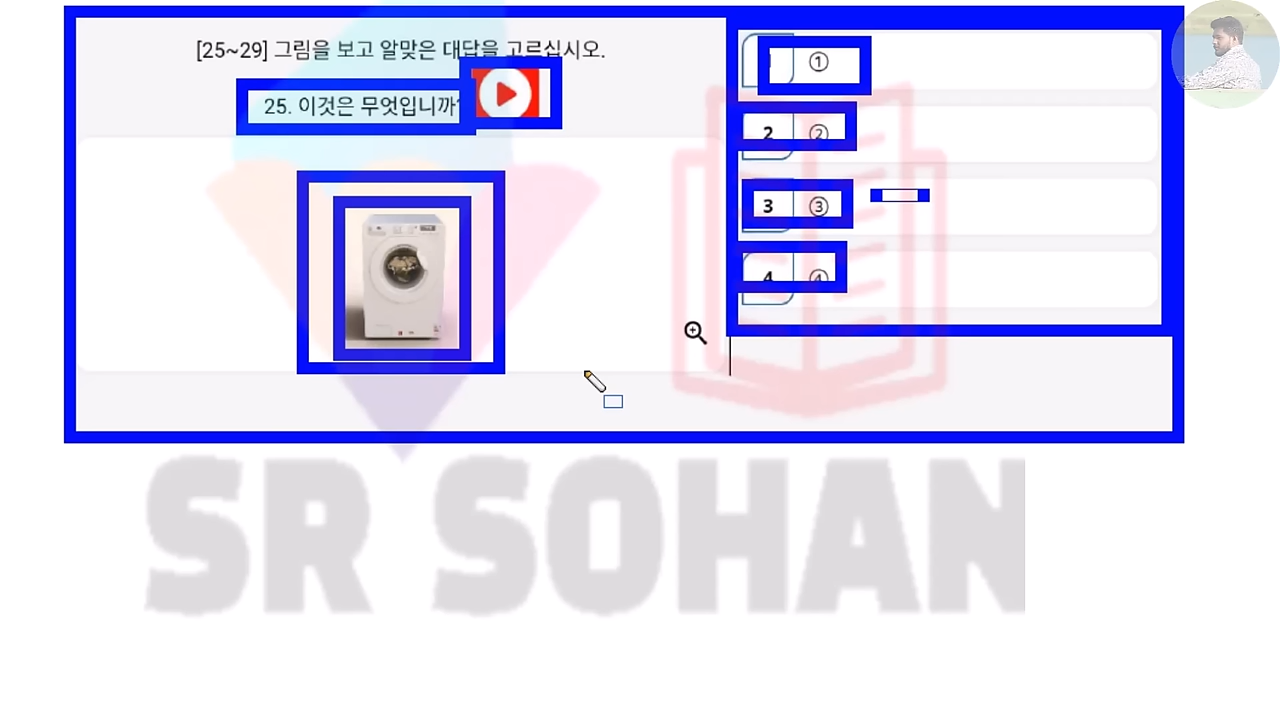 [25~29] 그림을 보고 알맞은 대답을 고르십시오.
25. 이것은 무엇입니까?
①
2 ②
3 ③
4 ④
SR SOHAN